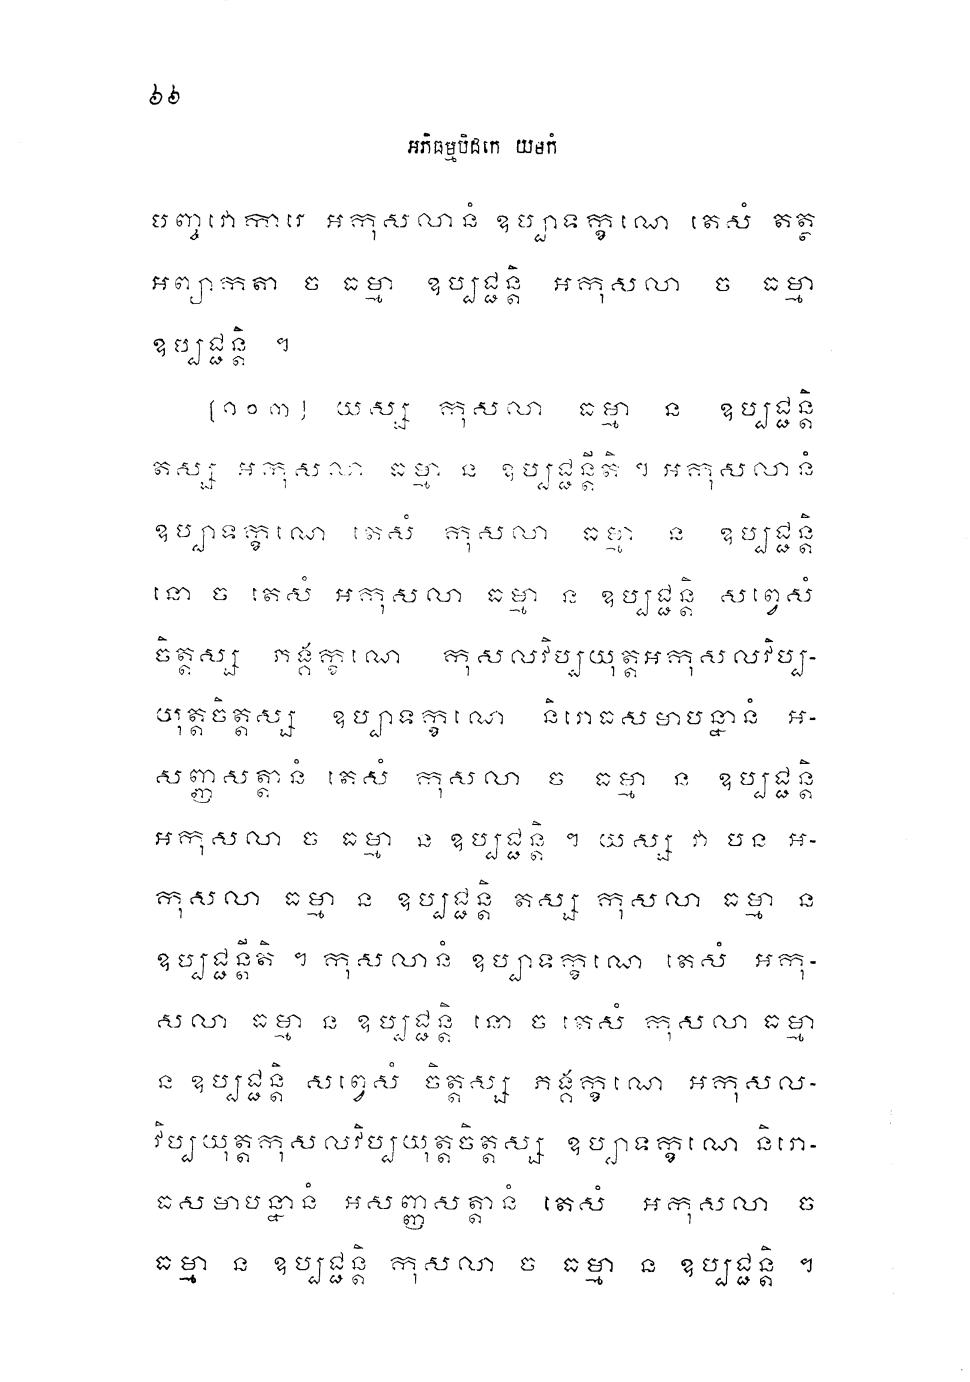 ៦៦
អភិធម្មបិដកេ យមកំ
បញ្ចវោការេ អកុសលានំ ឧប្បាទក្ខណេ តេសំ តត្ថ
អព្យាកតា ច ធម្មា ឧប្បជ្ជន្តិ អកុសលា ច ធម្មា
ឧប្បជ្ជន្តិ ។
[១០៣] យស្ស កុសលា ធម្មា ន ឧប្បជ្ជន្តិ
តស្ស អកុសលា ធម្មា ន ឧប្បជ្ជន្តីតិ ។ អកុសលានំ
ឧប្បាទក្ខណេ តេសំ កុសលា ធម្មា ន ឧប្បជ្ជន្តិ
នោ ច តេសំ អកុសលា ធម្មា ន ឧប្បជ្ជន្តិ សព្វេសំ
ចិត្តស្ស ភង្គក្ខណេ កុសលវិប្បយុត្តអកុសលវិប្ប-
យុត្តចិត្តស្ស ឧប្បាទក្ខណេ និរោធសមាបន្នានំ អ-
សញ្ញសត្តានំ តេសំ កុសលា ច ធម្មា ន ឧប្បជ្ជន្តិ
អកុសលា ច ធម្មា ន ឧប្បជ្ជន្តិ ។ យស្ស វា បន អ-
កុសលា ធម្មា ន ឧប្បជ្ជន្តិ តស្ស កុសលា ធម្មា ន
ឧប្បជ្ជន្តីតិ ។ កុសលានំ ឧប្បាទក្ខណេ តេសំ អកុ-
សលា ធម្មា ន ឧប្បជ្ជន្តិ នោ ច តេសំ កុសលា ធម្មា
ន ឧប្បជ្ជន្តិ សព្វេសំ ចិត្តស្ស ភង្គក្ខណេ អកុសល-
វិប្បយុត្តកុសលវិប្បយុត្តចិត្តស្ស ឧប្បាទក្ខណេ និរោ-
ធសមាបន្នានំ អសញ្ញសត្តានំ តេសំ អកុសលា ច
ធម្មា ន ឧប្បជ្ជន្តិ កុសលា ច ធម្មា ន ឧប្បជ្ជន្តិ ។